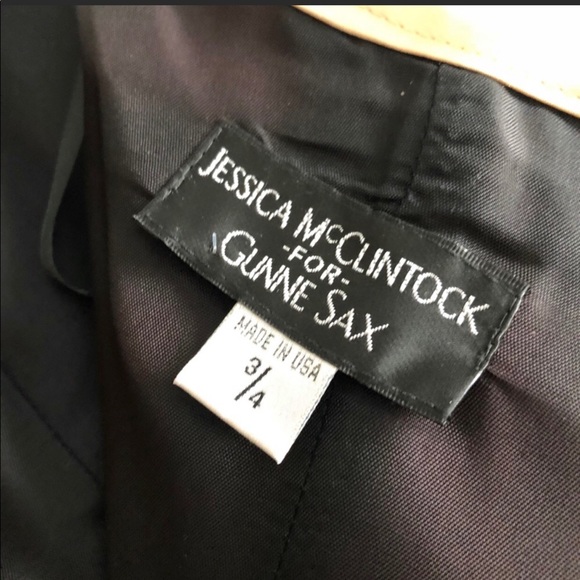 JESSICA MCCLINTOCK
-FOR-
GUNNE SAX
MADE IN USA
3/4